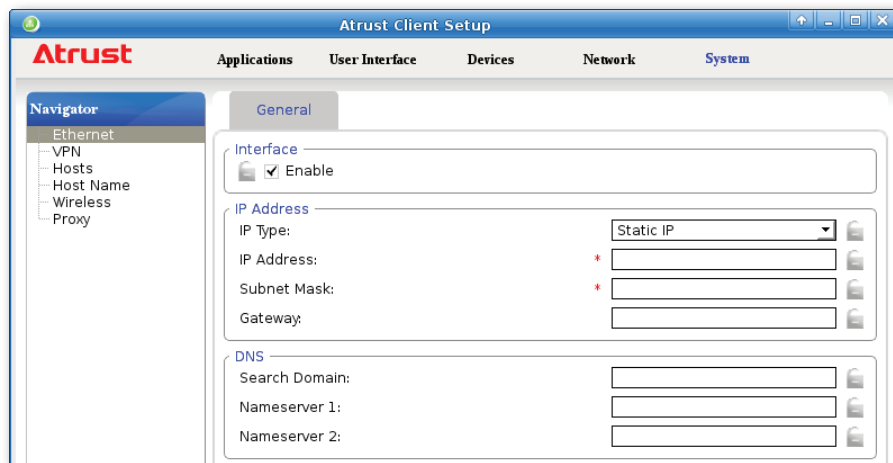 Atrust Client Setup
Atrust
Applications User Interface Devices Network System
Navigator
Ethernet
VPN
Hosts
Host Name
Wireless
Proxy
General
Interface
Enable
IP Address
IP Type: Static IP
IP Address: *
Subnet Mask: *
Gateway:
DNS
Search Domain:
Nameserver 1:
Nameserver 2: